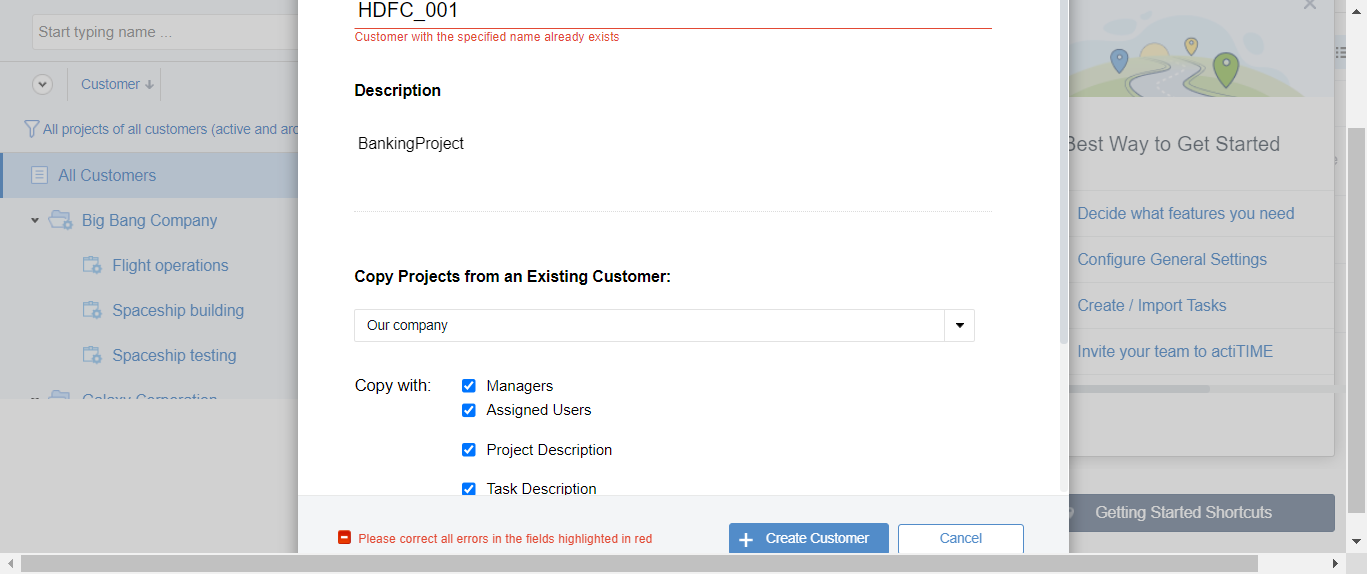 Start typing name ...
Customer
All projects of all customers (active and arc
All Customers
Big Bang Company
Flight operations
Spaceship building
Spaceship testing
Galaxy Corporation
HDFC_001
Customer with the specified name already exists
Description
BankingProject
Copy Projects from an Existing Customer:
Our company
Copy with:
Managers
Assigned Users
Project Description
Task Description
Please correct all errors in the fields highlighted in red
Create Customer
Cancel
Best Way to Get Started
Decide what features you need
Configure General Settings
Create / Import Tasks
Invite your team to actiTIME
Getting Started Shortcuts